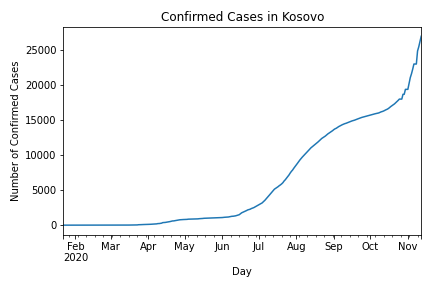 Confirmed Cases in Kosovo
Number of Confirmed Cases
25000
20000
15000
10000
5000
0
Feb Mar Apr May Jun Jul Aug Sep Oct Nov
2020
Day